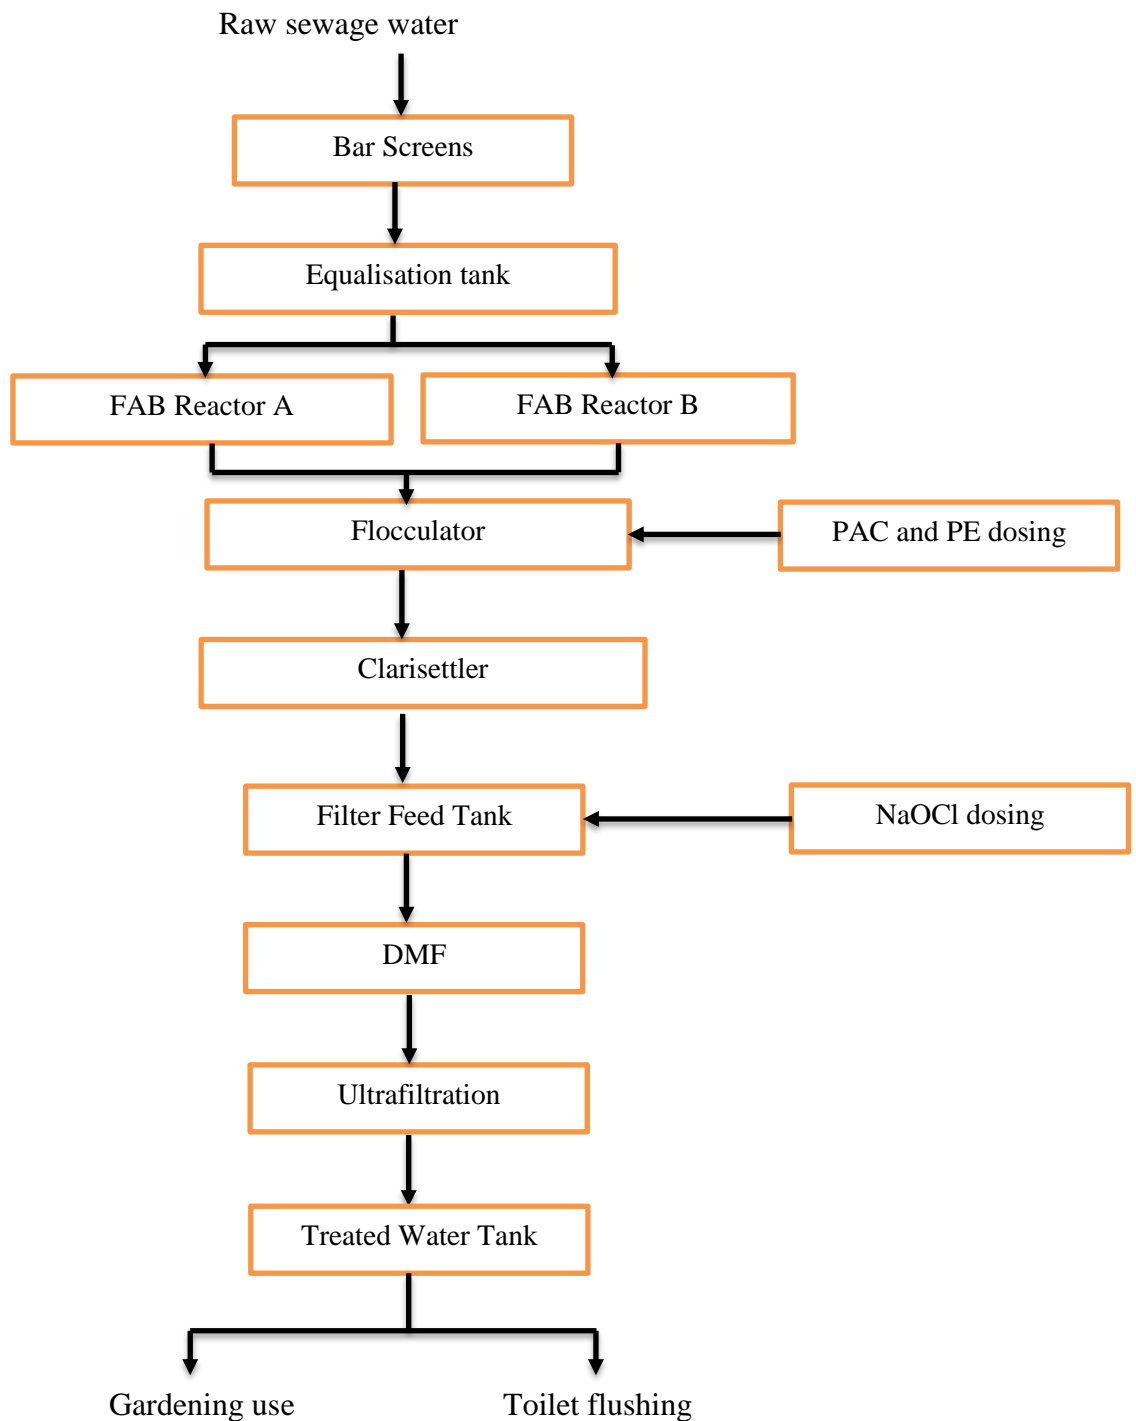 Raw sewage water
Bar Screens
Equalisation tank
FAB Reactor A
FAB Reactor B
Flocculator
PAC and PE dosing
Clarisettler
Filter Feed Tank
NaOCl dosing
DMF
Ultrafiltration
Treated Water Tank
Gardening use
Toilet flushing